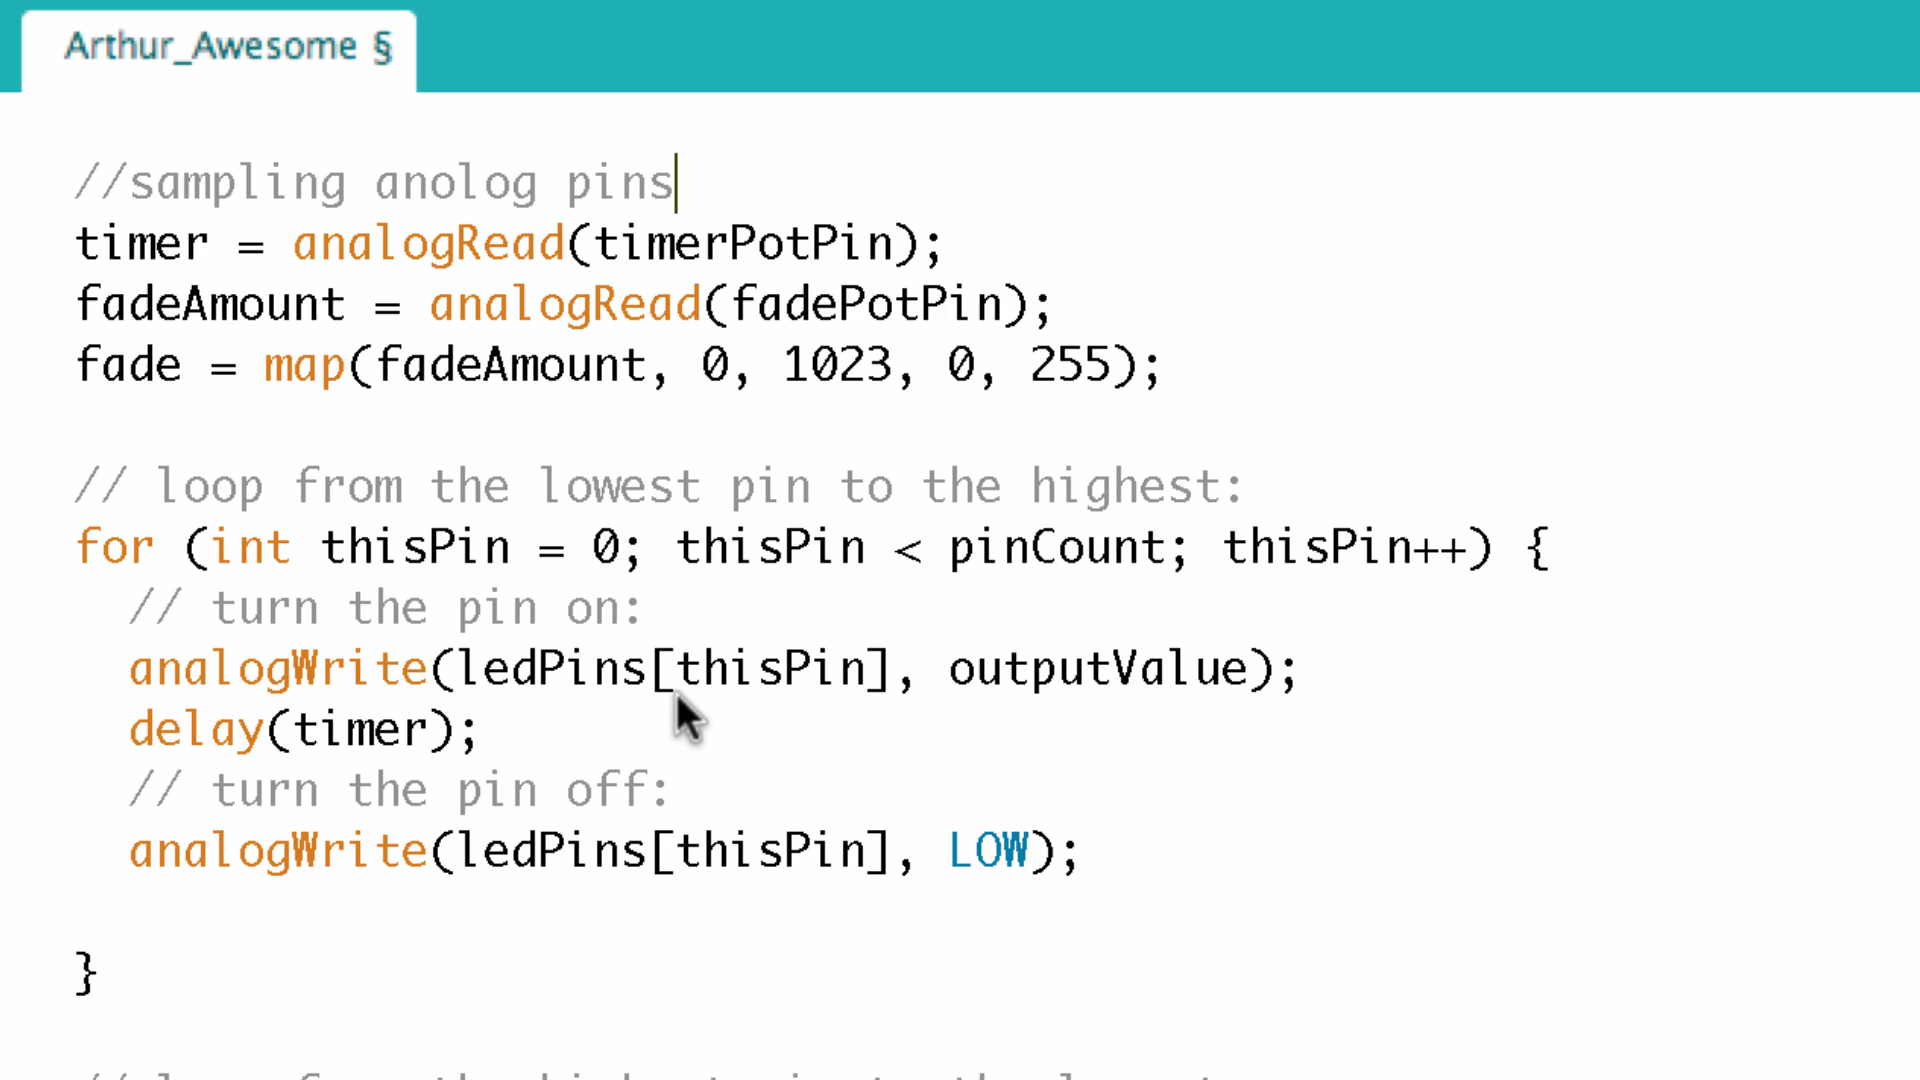 Arthur_Awesome §
//sampling anolog pins
timer = analogRead(timerPotPin);
fadeAmount = analogRead(fadePotPin);
fade = map(fadeAmount, 0, 1023, 0, 255);
// loop from the lowest pin to the highest:
for (int thisPin = 0; thisPin < pinCount; thisPin++) {
// turn the pin on:
analogWrite(ledPins[thisPin], outputValue);
delay(timer);
// turn the pin off:
analogWrite(ledPins[thisPin], LOW);
}